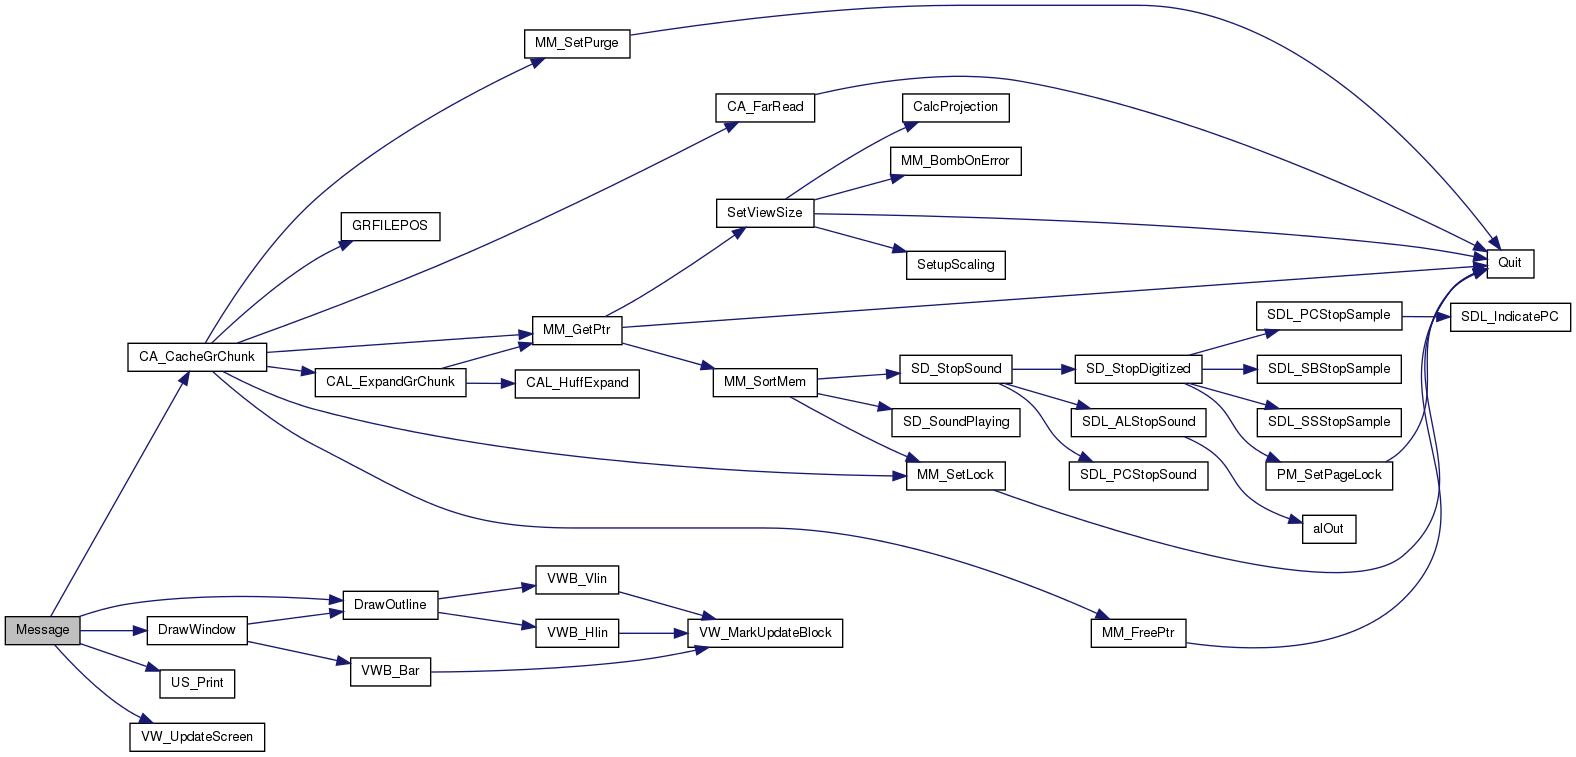 MM_SetPurge
CA_FarRead
CalcProjection
MM_BombOnError
GRFILEPOS
SetViewSize
SetupScaling
Quit
MM_GetPtr
SDL_PCStopSample
SDL_IndicatePC
CA_CacheGrChunk
CAL_ExpandGrChunk
CAL_HuffExpand
MM_SortMem
SD_StopSound
SD_StopDigitized
SDL_SBStopSample
SD_SoundPlaying
SDL_ALStopSound
SDL_SSStopSample
MM_SetLock
SDL_PCStopSound
PM_SetPageLock
alOut
VWB_Vlin
DrawOutline
Message
DrawWindow
VWB_Hlin
VW_MarkUpdateBlock
MM_FreePtr
VWB_Bar
US_Print
VW_UpdateScreen